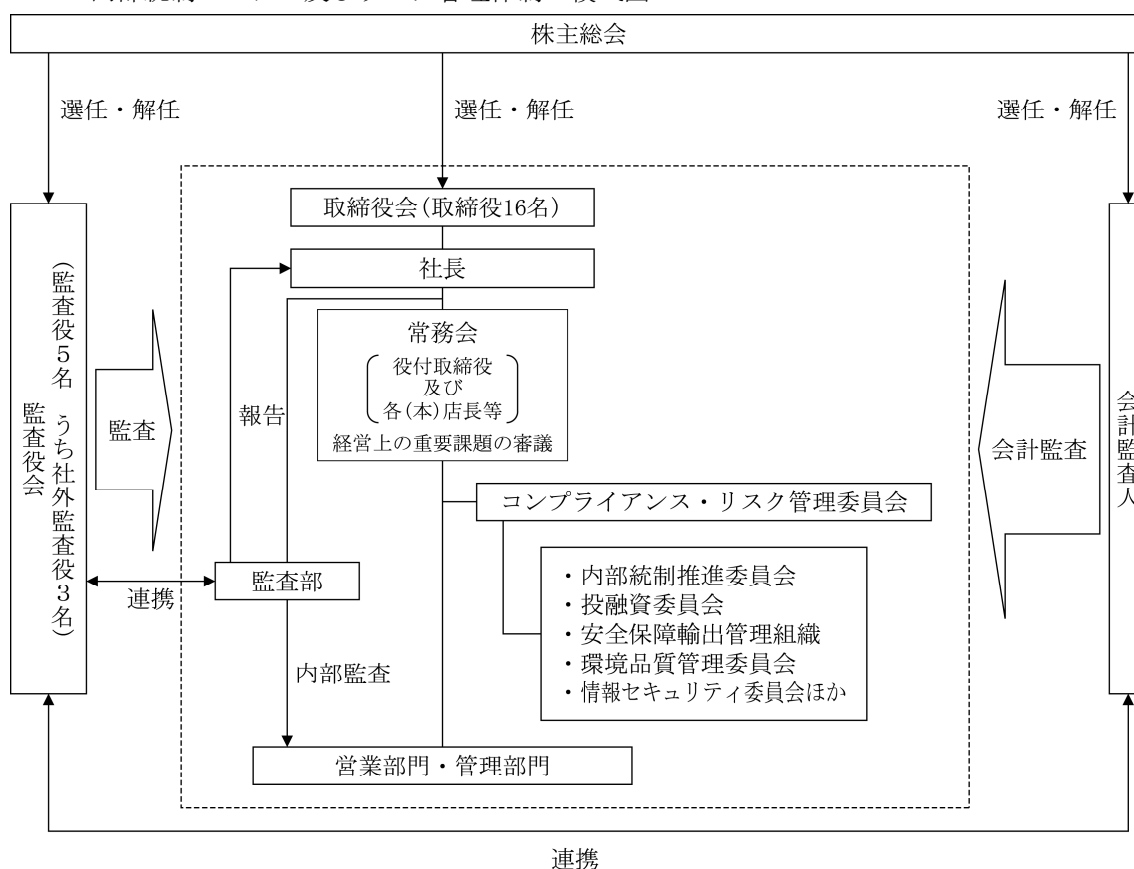 株主総会
選任・解任
選任・解任
選任・解任
取締役会(取締役16名)
社長
常務会
役付取締役
及び
各(本)店長等
経営上の重要課題の審議
報告
監査役会
(監査役5名 うち社外監査役3名)
監査
会計監査
会計監査人
コンプライアンス・リスク管理委員会
監査部
連携
・内部統制推進委員会
・投融資委員会
・安全保障輸出管理組織
・環境品質管理委員会
・情報セキュリティ委員会ほか
内部監査
営業部門・管理部門
連携